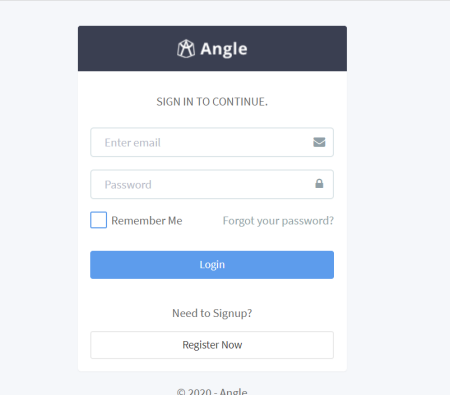 Angle
SIGN IN TO CONTINUE.
Enter email
Password
Remember Me Forgot your password?
Login
Need to Signup?
Register Now
© 2020 - Angle